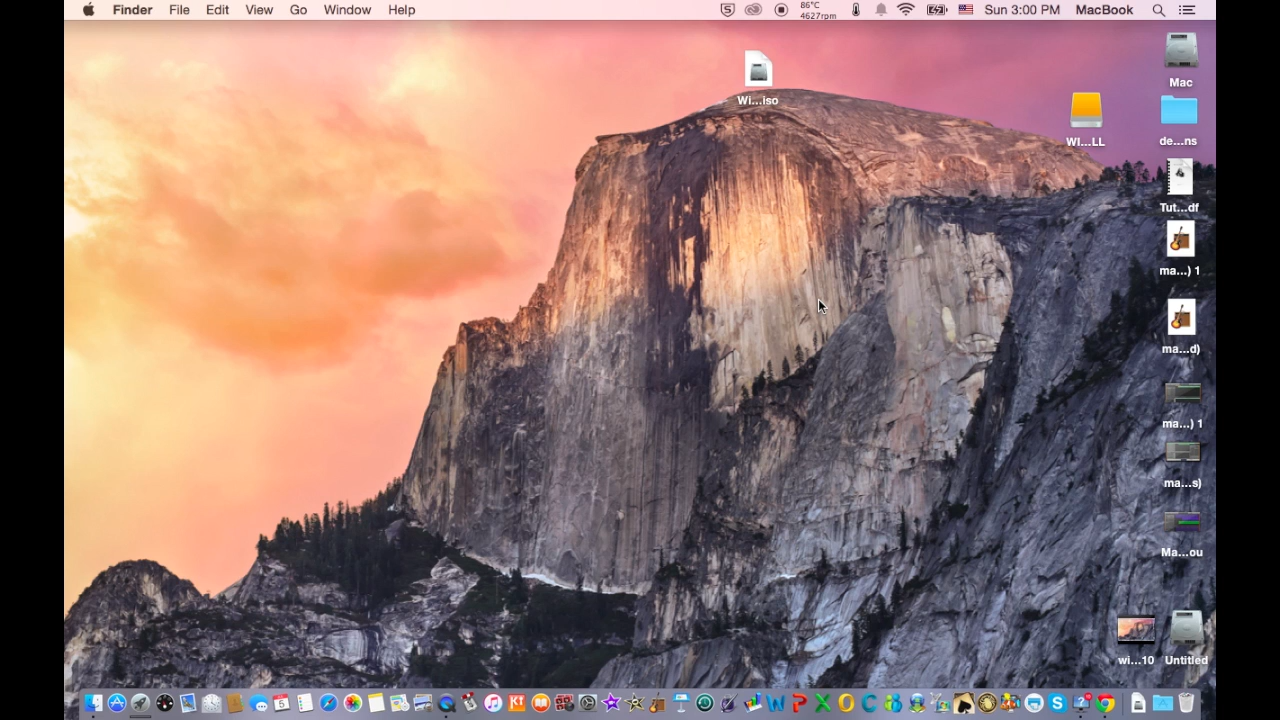 Finder File Edit View Go Window Help 86°C Sun 3:00 PM MacBook
4627rpm
Wi...iso
Mac
WI...LL
de...ns
Tut...df
ma...) 1
ma...d)
ma...) 1
ma...s)
Ma...ou
wi...10
Untitled